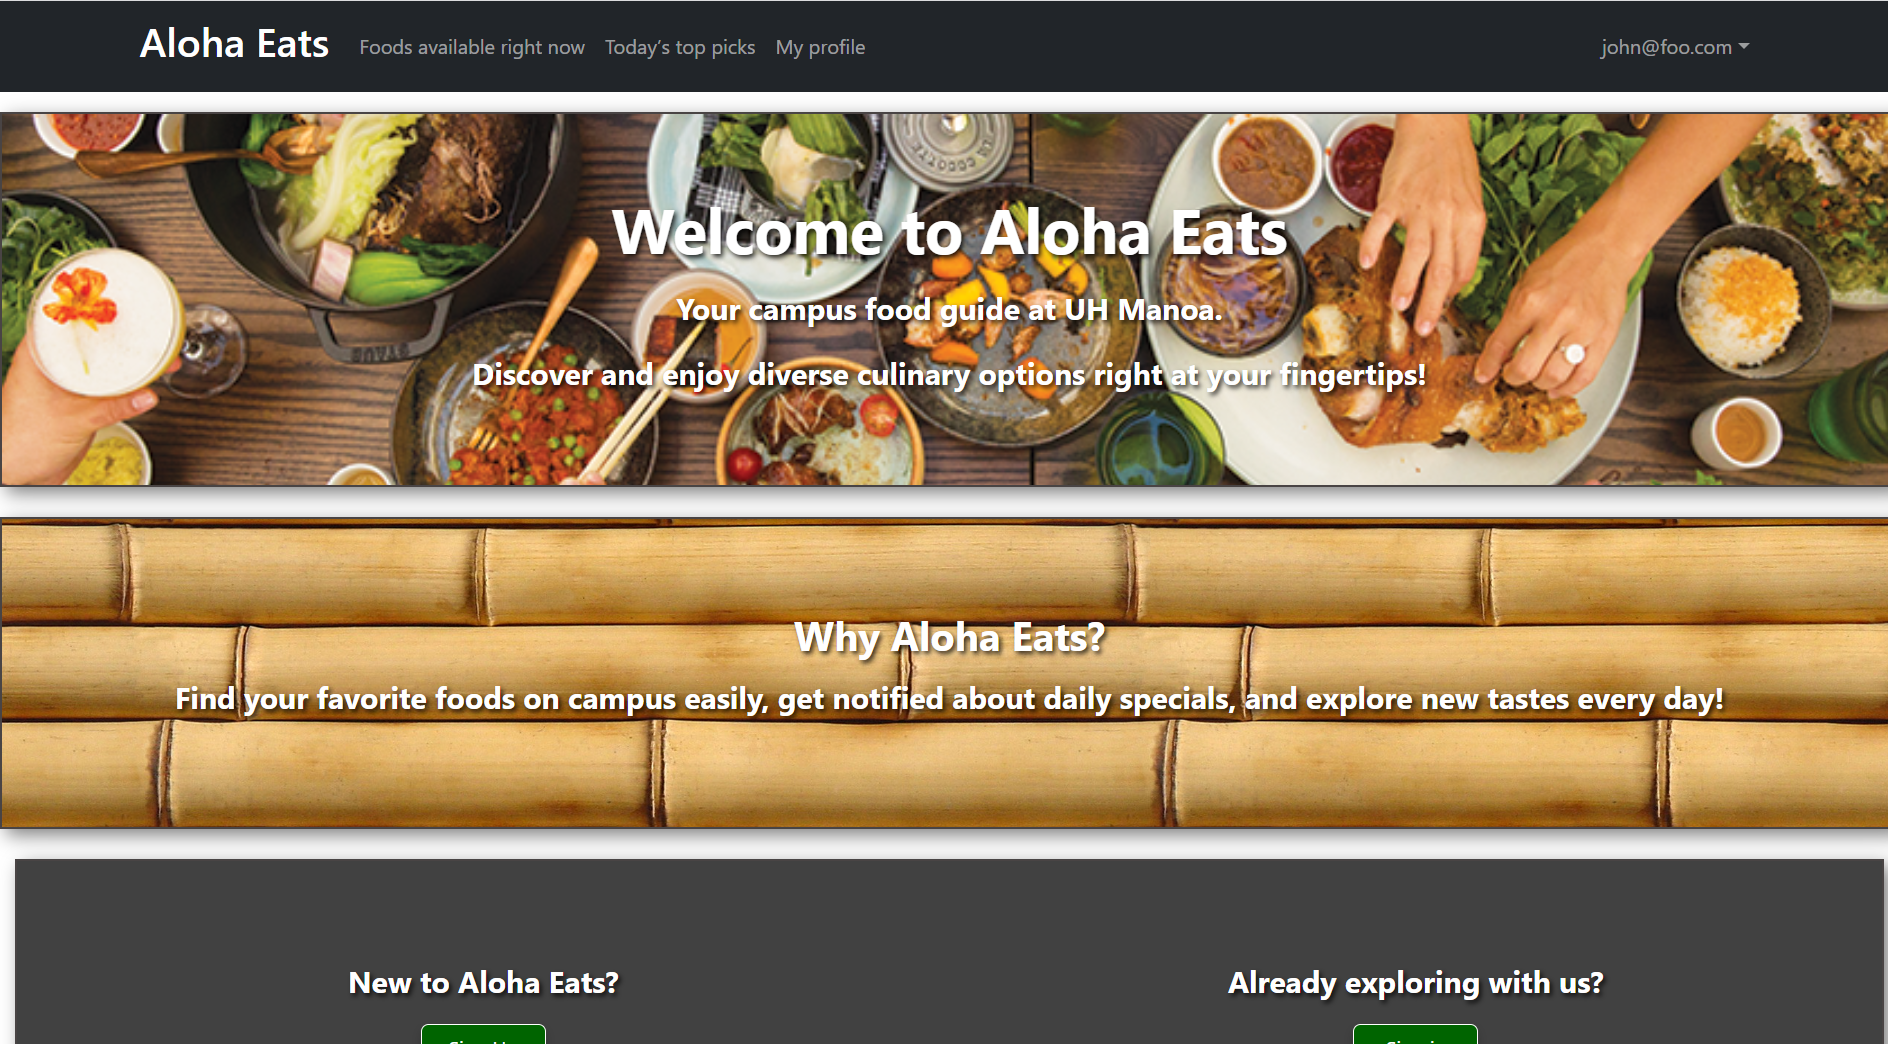 Aloha Eats
Foods available right now
Today's top picks
My profile
john@foo.com
Welcome to Aloha Eats
Your campus food guide at UH Manoa.
Discover and enjoy diverse culinary options right at your fingertips!
Why Aloha Eats?
Find your favorite foods on campus easily, get notified about daily specials, and explore new tastes every day!
New to Aloha Eats?
Already exploring with us?